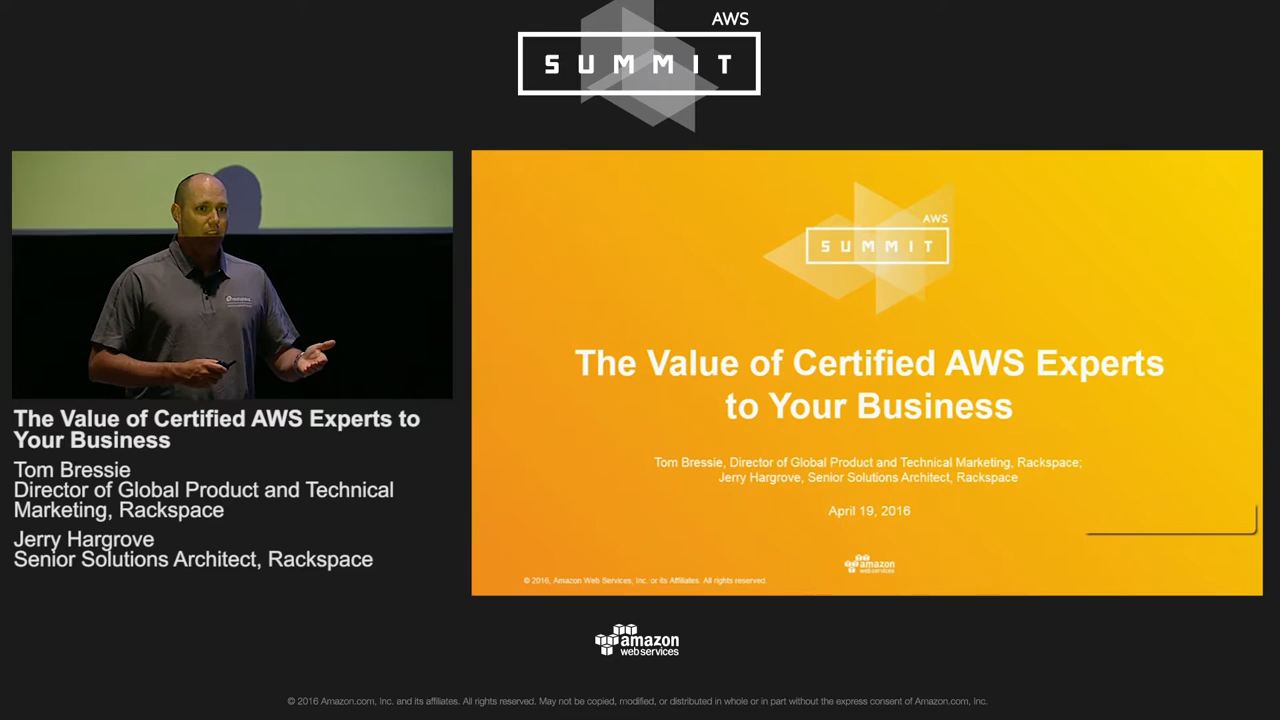 AWS
SUMMIT
The Value of Certified AWS Experts to
Your Business
Tom Bressie
Director of Global Product and Technical
Marketing, Rackspace
Jerry Hargrove
Senior Solutions Architect, Rackspace
AWS
SUMMIT
The Value of Certified AWS Experts
to Your Business
Tom Bressie, Director of Global Product and Technical Marketing, Rackspace;
Jerry Hargrove, Senior Solutions Architect, Rackspace
April 19, 2016
amazon
web services
© 2016, Amazon Web Services, Inc. or its Affiliates. All rights reserved.
amazon
web services
© 2016 Amazon.com, Inc. and its affiliates. All rights reserved. May not be copied, modified, or distributed in whole or in part without the express consent of Amazon.com, Inc.